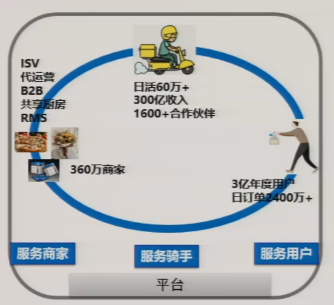 ISV
代运营
B2B
共享厨房
RMS
日活60万+
300亿收入
1600+合作伙伴
360万商家
3亿年度用户
日订单2400万+
服务商家
服务骑手
服务用户
平台